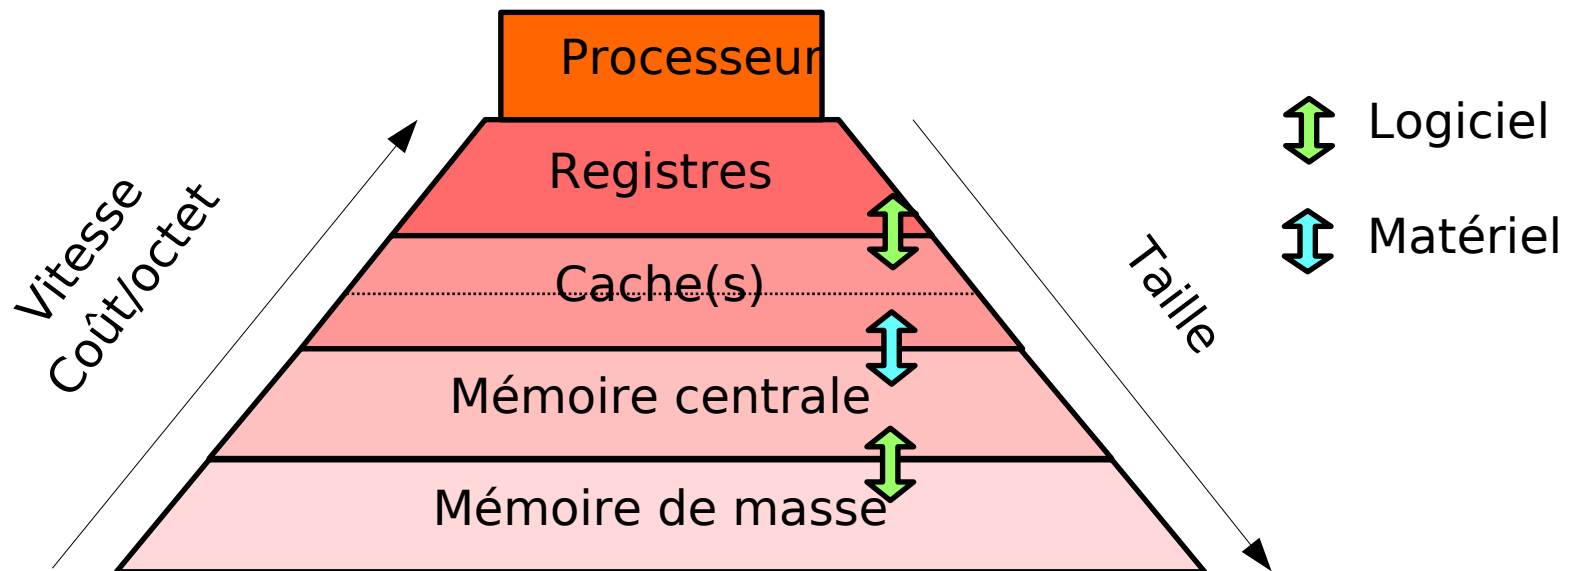 Processeur
Registres
Cache(s)
Mémoire centrale
Mémoire de masse
Vitesse
Coût/octet
Taille
Logiciel
Matériel